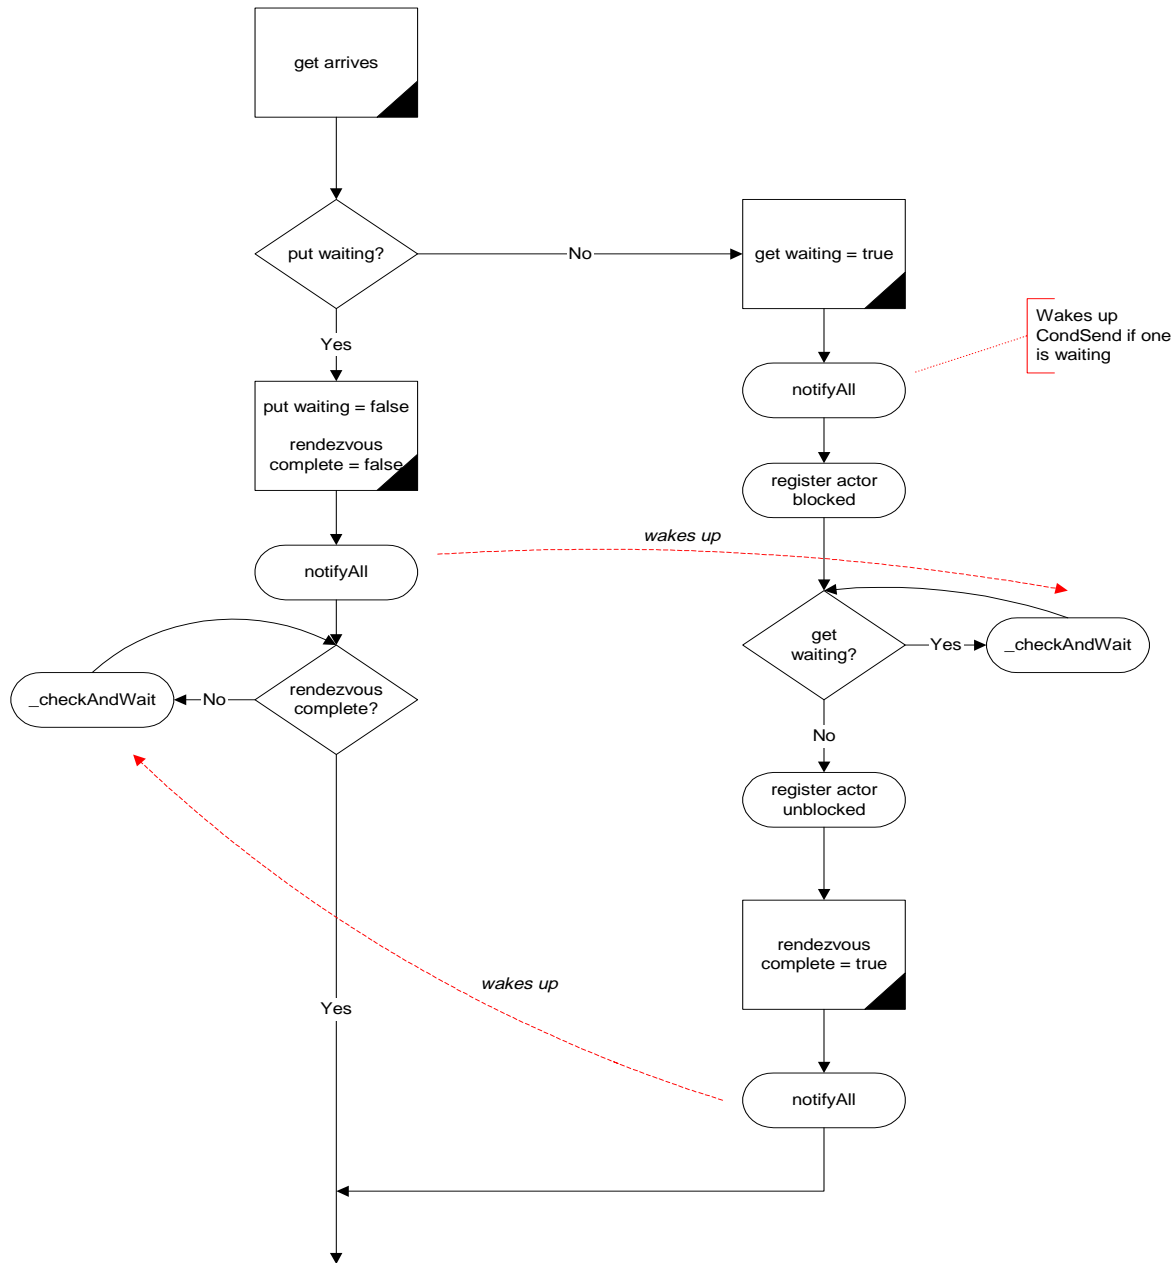 get arrives
put waiting?
No
get waiting = true
Wakes up
CondSend if one
is waiting
Yes
notifyAll
put waiting = false
rendezvous
complete = false
register actor
blocked
wakes up
notifyAll
get
waiting?
Yes
_checkAndWait
_checkAndWait
No
rendezvous
complete?
No
register actor
unblocked
rendezvous
complete = true
wakes up
Yes
notifyAll